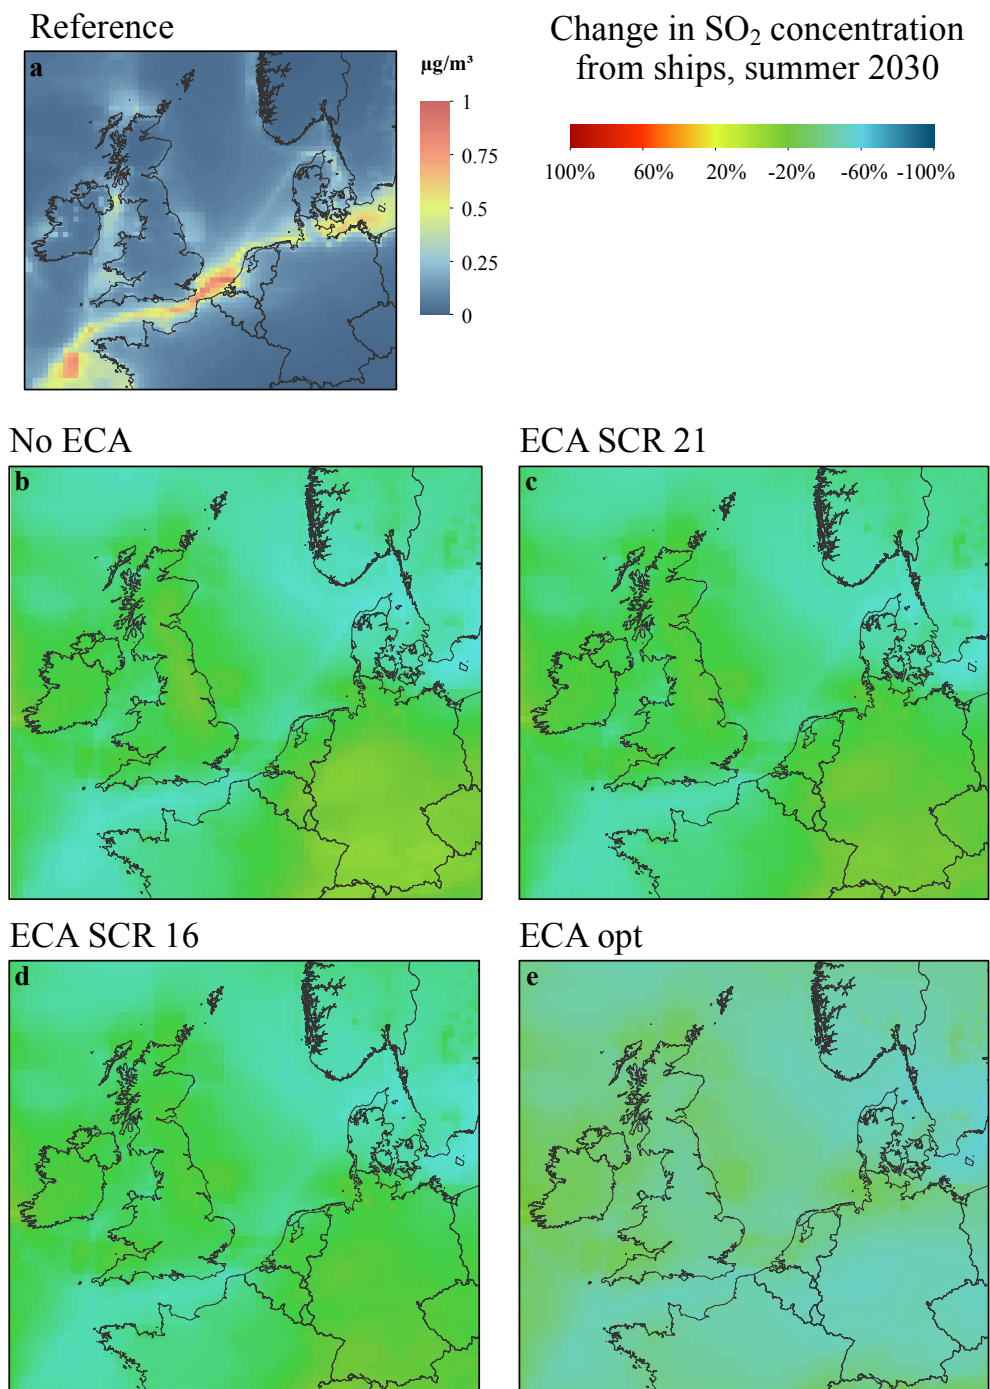 Reference
a
µg/m³
1
0.75
0.5
0.25
0
Change in SO₂ concentration
from ships, summer 2030
100% 60% 20% -20% -60% -100%
No ECA
b
ECA SCR 21
c
ECA SCR 16
d
ECA opt
e